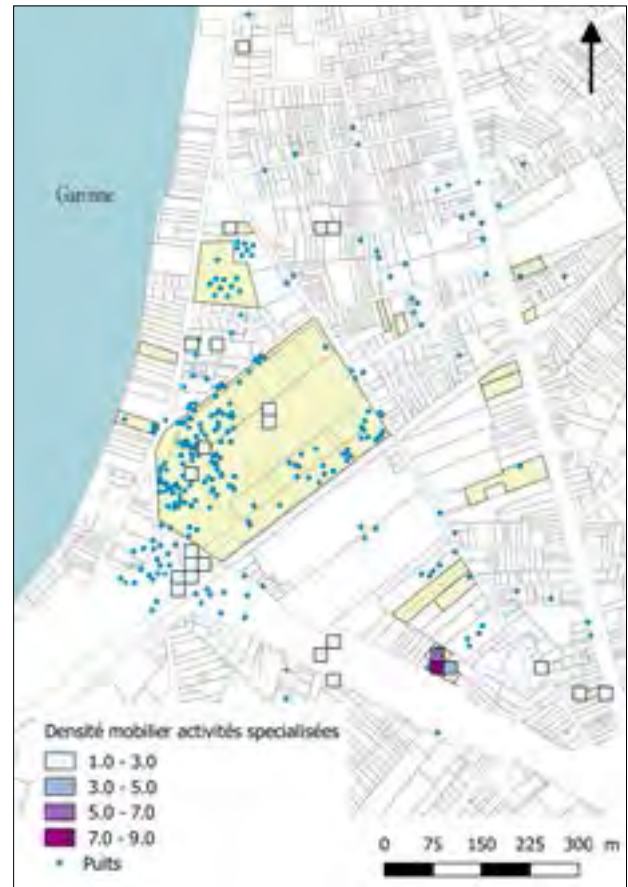 Garonne
Densité mobilier activités specialisées
1.0 - 3.0
3.0 - 5.0
5.0 - 7.0
7.0 - 9.0
Puits
0 75 150 225 300 m